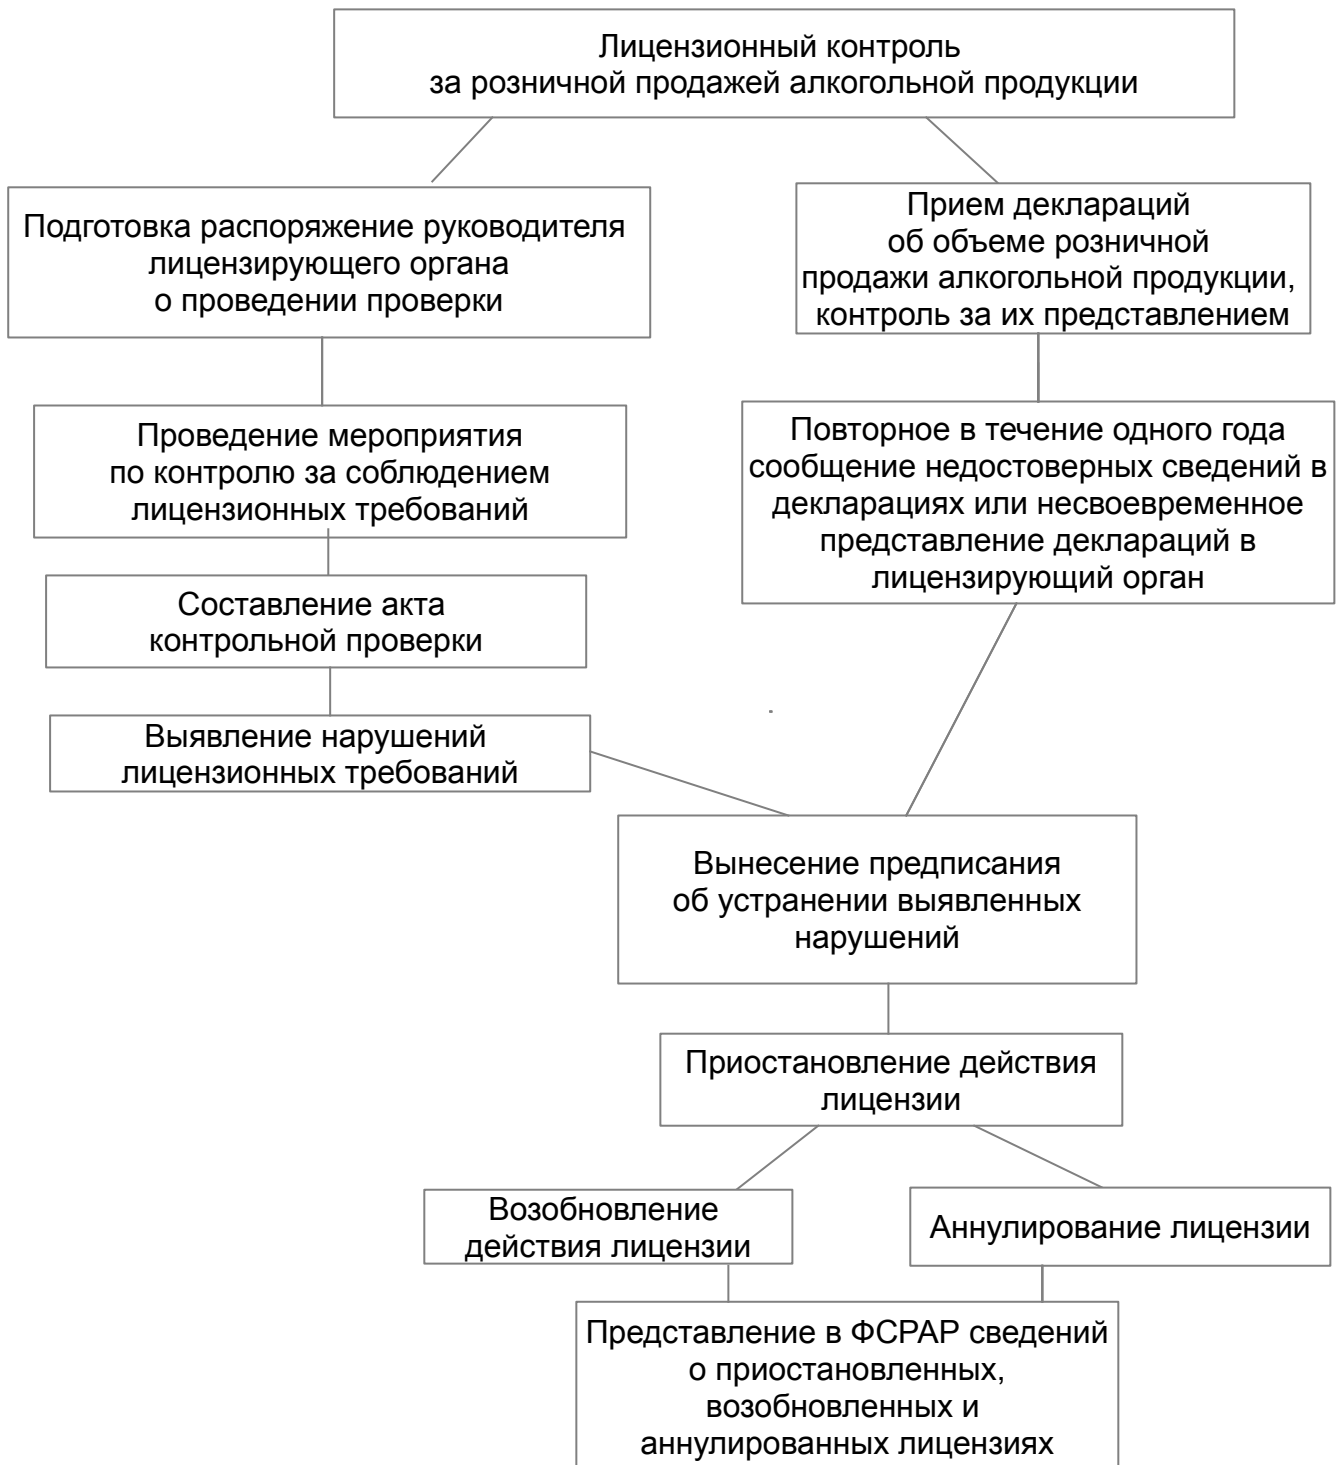 Лицензионный контроль
за розничной продажей алкогольной продукции
Подготовка распоряжение руководителя
лицензирующего органа
о проведении проверки
Прием деклараций
об объеме розничной
продажи алкогольной продукции,
контроль за их представлением
Проведение мероприятия
по контролю за соблюдением
лицензионных требований
Повторное в течение одного года
сообщение недостоверных сведений в
декларациях или несвоевременное
представление деклараций в
лицензирующий орган
Составление акта
контрольной проверки
Выявление нарушений
лицензионных требований
Вынесение предписания
об устранении выявленных
нарушений
Приостановление действия
лицензии
Возобновление
действия лицензии
Аннулирование лицензии
Представление в ФСРАР сведений
о приостановленных,
возобновленных и
аннулированных лицензиях